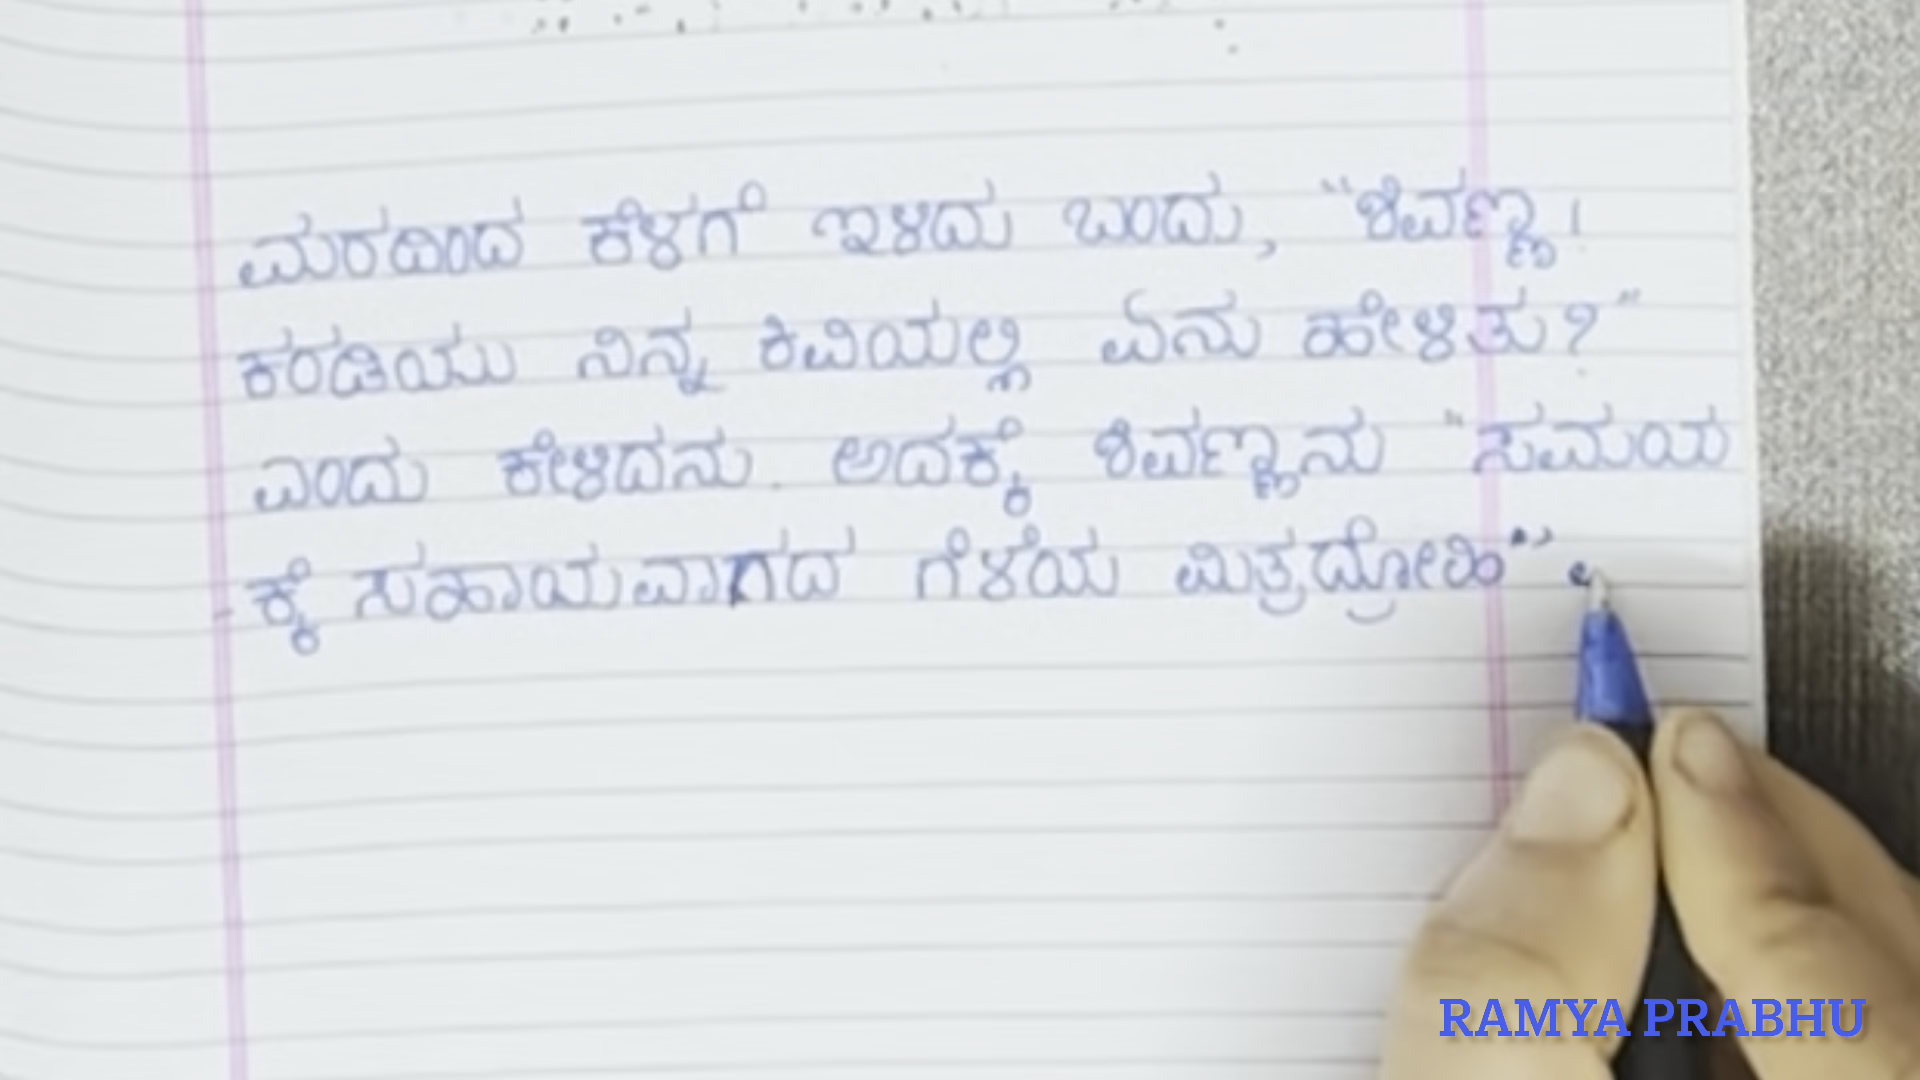 ಮರದಿಂದ ಕೆಳಗೆ ಇಳಿದು ಬಂದು, "ಶಿವಣ್ಣ!
ಕರಡಿಯು ನಿನ್ನ ಕಿವಿಯಲ್ಲಿ ಏನು ಹೇಳಿತು?"
ಎಂದು ಕೇಳಿದನು. ಅದಕ್ಕೆ ಶಿವಣ್ಣನು "ಸಮಯ
-ಕ್ಕೆ ಸಹಾಯವಾಗದ ಗೆಳೆಯ ಮಿತ್ರದ್ರೋಹಿ"
RAMYA PRABHU